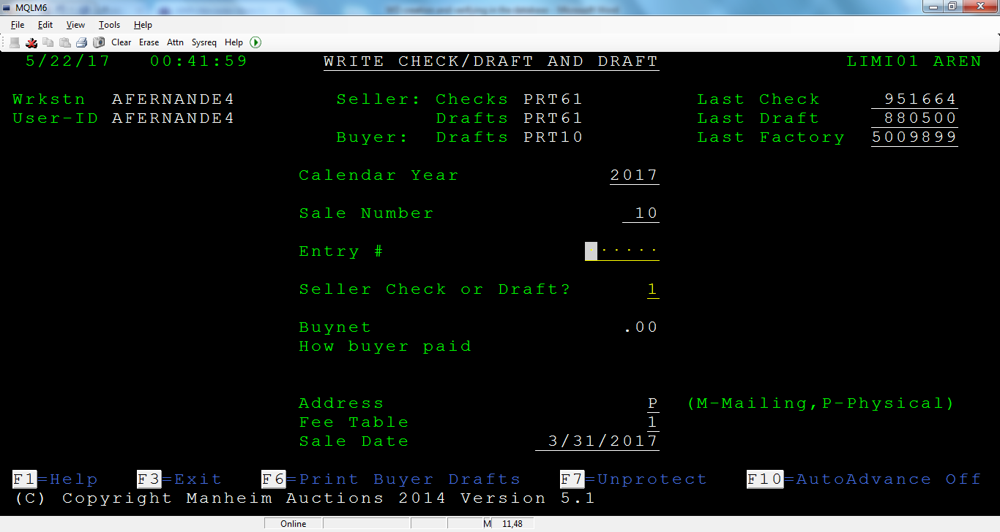 MQLM6
File Edit View Tools Help
Clear Erase Attn Sysreq Help
5/22/17 00:41:59 WRITE CHECK/DRAFT AND DRAFT LIMI01 AREN
Wrkstn AFERNANDE4 Seller: Checks PRT61 Last Check 951664
User-ID AFERNANDE4 Drafts PRT61 Last Draft 880500
Buyer: Drafts PRT10 Last Factory 5009899
Calendar Year 2017
Sale Number 10
Entry #
Seller Check or Draft? 1
Buynet .00
How buyer paid
Address P (M-Mailing,P-Physical)
Fee Table 1
Sale Date 3/31/2017
F1=Help F3=Exit F6=Print Buyer Drafts F7=Unprotect F10=AutoAdvance Off
(C) Copyright Manheim Auctions 2014 Version 5.1
Online M 11,48